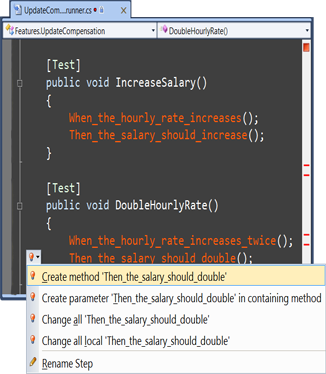 UpdateCom...runner.cs
Features.UpdateCompensation
DoubleHourlyRate()
[Test]
public void IncreaseSalary()
{
When_the_hourly_rate_increases();
Then_the_salary_should_increase();
}
[Test]
public void DoubleHourlyRate()
{
When_the_hourly_rate_increases_twice();
Then_the_salary_should_double();
Create method 'Then_the_salary_should_double'
Create parameter 'Then_the_salary_should_double' in containing method
Change all 'Then_the_salary_should_double'
Change all local 'Then_the_salary_should_double'
Rename Step